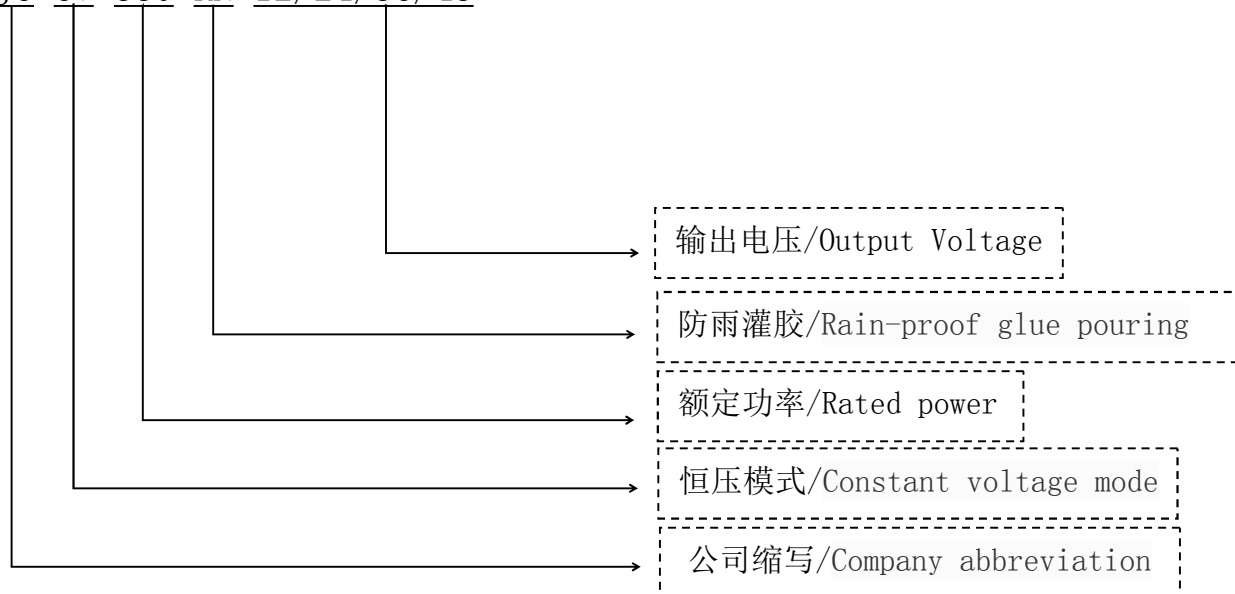 输出电压/Output Voltage
防雨灌胶/Rain-proof glue pouring
额定功率/Rated power
恒压模式/Constant voltage mode
公司缩写/Company abbreviation